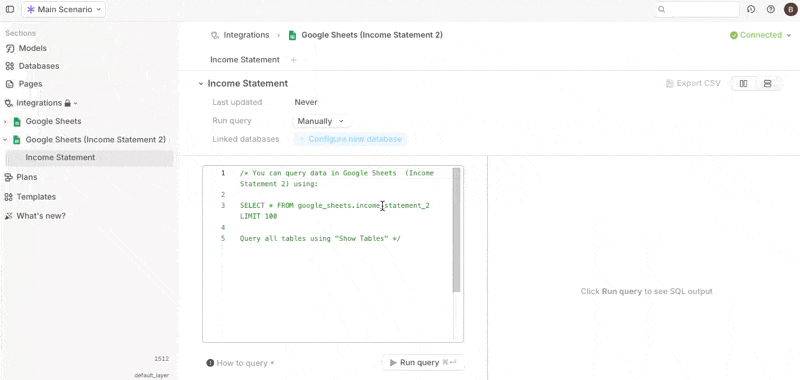 Main Scenario
B
Sections
Models
Databases
Pages
Integrations
Google Sheets
Google Sheets (Income Statement 2)
Income Statement
Plans
Templates
What's new?
1512
default_layer
Integrations
Google Sheets (Income Statement 2)
Connected
Income Statement +
Income Statement
Export CSV
Last updated Never
Run query Manually
Linked databases + Configure new database
1 /* You can query data in Google Sheets (Income
Statement 2) using:
2
3 SELECT * FROM google_sheets.income_statement_2
LIMIT 100
4
5 Query all tables using "Show Tables" */
How to query
Run query ⌘↵
Click Run query to see SQL output